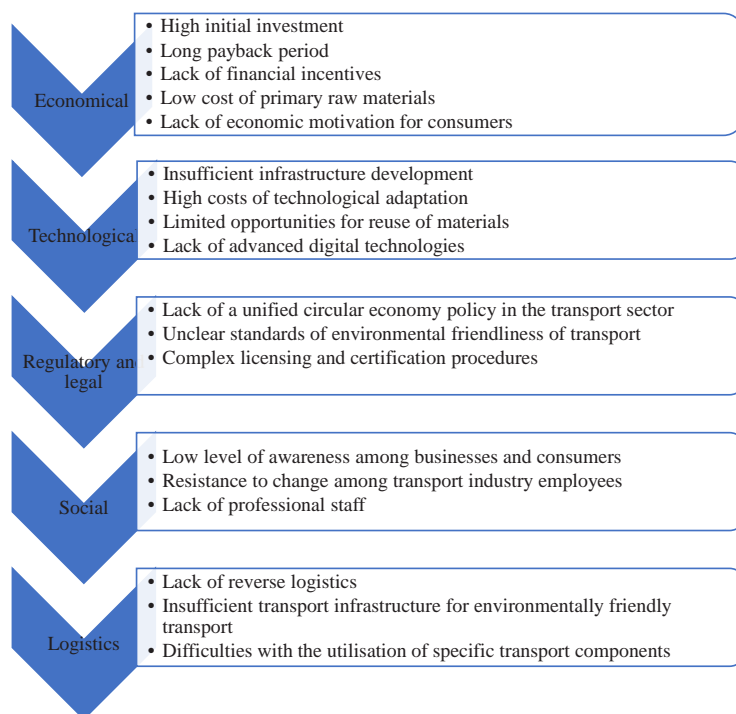 Economical
• High initial investment
• Long payback period
• Lack of financial incentives
• Low cost of primary raw materials
• Lack of economic motivation for consumers
Technological
• Insufficient infrastructure development
• High costs of technological adaptation
• Limited opportunities for reuse of materials
• Lack of advanced digital technologies
Regulatory and
legal
• Lack of a unified circular economy policy in the transport sector
• Unclear standards of environmental friendliness of transport
• Complex licensing and certification procedures
Social
• Low level of awareness among businesses and consumers
• Resistance to change among transport industry employees
• Lack of professional staff
Logistics
• Lack of reverse logistics
• Insufficient transport infrastructure for environmentally friendly
transport
• Difficulties with the utilisation of specific transport components